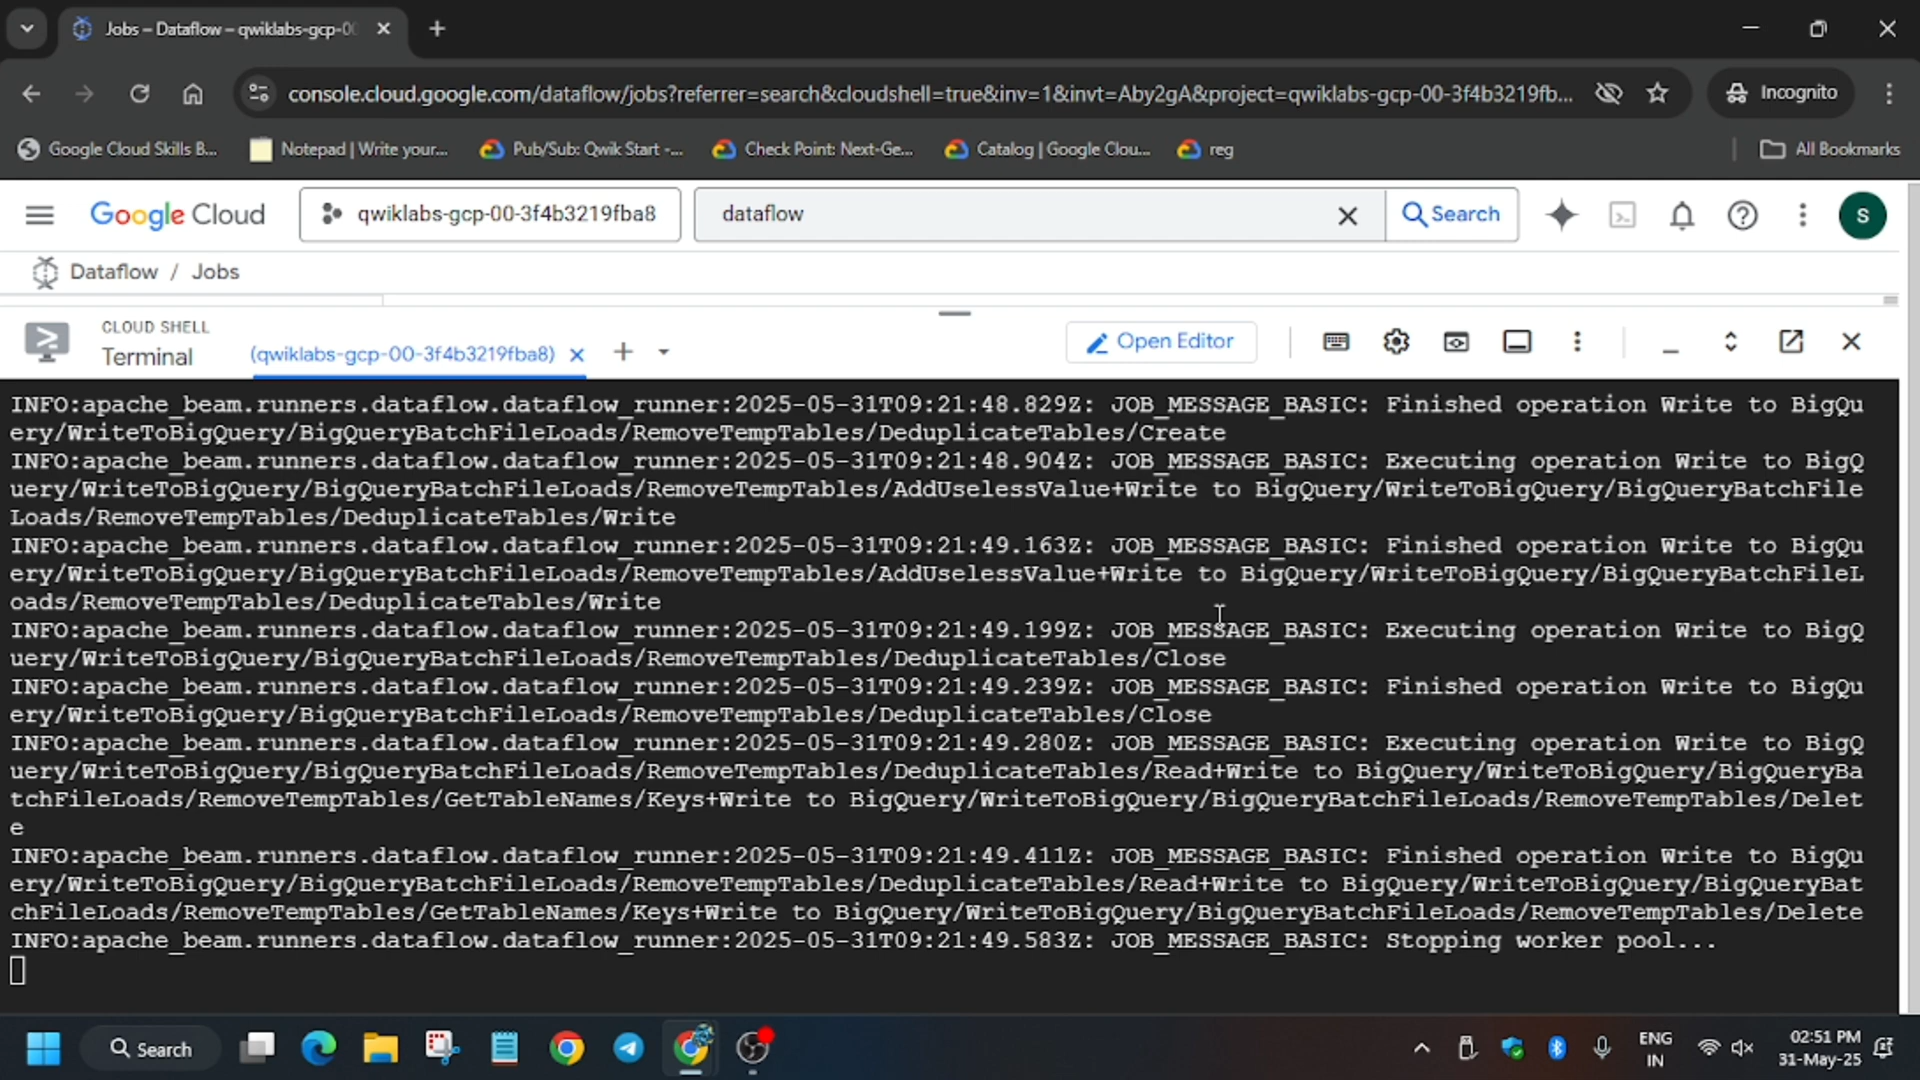 Jobs – Dataflow – qwiklabs-gcp-00
console.cloud.google.com/dataflow/jobs?referrer=search&cloudshell=true&inv=1&invt=Aby2gA&project=qwiklabs-gcp-00-3f4b3219fb...
Incognito
Google Cloud Skills B...
Notepad | Write your...
Pub/Sub: Qwik Start -...
Check Point: Next-Ge...
Catalog | Google Clou...
reg
All Bookmarks
Google Cloud
qwiklabs-gcp-00-3f4b3219fba8
dataflow
Search
S
Dataflow / Jobs
CLOUD SHELL
Terminal
(qwiklabs-gcp-00-3f4b3219fba8)
Open Editor
INFO:apache_beam.runners.dataflow.dataflow_runner:2025-05-31T09:21:48.829Z: JOB_MESSAGE_BASIC: Finished operation Write to BigQu
ery/WriteToBigQuery/BigQueryBatchFileLoads/RemoveTempTables/DeduplicateTables/Create
INFO:apache_beam.runners.dataflow.dataflow_runner:2025-05-31T09:21:48.904Z: JOB_MESSAGE_BASIC: Executing operation Write to BigQ
uery/WriteToBigQuery/BigQueryBatchFileLoads/RemoveTempTables/AddUselessValue+Write to BigQuery/WriteToBigQuery/BigQueryBatchFile
Loads/RemoveTempTables/DeduplicateTables/Write
INFO:apache_beam.runners.dataflow.dataflow_runner:2025-05-31T09:21:49.163Z: JOB_MESSAGE_BASIC: Finished operation Write to BigQu
ery/WriteToBigQuery/BigQueryBatchFileLoads/RemoveTempTables/AddUselessValue+Write to BigQuery/WriteToBigQuery/BigQueryBatchFileL
oads/RemoveTempTables/DeduplicateTables/Write
INFO:apache_beam.runners.dataflow.dataflow_runner:2025-05-31T09:21:49.199Z: JOB_MESSAGE_BASIC: Executing operation Write to BigQ
uery/WriteToBigQuery/BigQueryBatchFileLoads/RemoveTempTables/DeduplicateTables/Close
INFO:apache_beam.runners.dataflow.dataflow_runner:2025-05-31T09:21:49.239Z: JOB_MESSAGE_BASIC: Finished operation Write to BigQu
ery/WriteToBigQuery/BigQueryBatchFileLoads/RemoveTempTables/DeduplicateTables/Close
INFO:apache_beam.runners.dataflow.dataflow_runner:2025-05-31T09:21:49.280Z: JOB_MESSAGE_BASIC: Executing operation Write to BigQ
uery/WriteToBigQuery/BigQueryBatchFileLoads/RemoveTempTables/DeduplicateTables/Read+Write to BigQuery/WriteToBigQuery/BigQueryBa
tchFileLoads/RemoveTempTables/GetTableNames/Keys+Write to BigQuery/WriteToBigQuery/BigQueryBatchFileLoads/RemoveTempTables/Delet
e
INFO:apache_beam.runners.dataflow.dataflow_runner:2025-05-31T09:21:49.411Z: JOB_MESSAGE_BASIC: Finished operation Write to BigQu
ery/WriteToBigQuery/BigQueryBatchFileLoads/RemoveTempTables/DeduplicateTables/Read+Write to BigQuery/WriteToBigQuery/BigQueryBat
chFileLoads/RemoveTempTables/GetTableNames/Keys+Write to BigQuery/WriteToBigQuery/BigQueryBatchFileLoads/RemoveTempTables/Delete
INFO:apache_beam.runners.dataflow.dataflow_runner:2025-05-31T09:21:49.583Z: JOB_MESSAGE_BASIC: Stopping worker pool...
Search
ENG
IN
02:51 PM
31-May-25